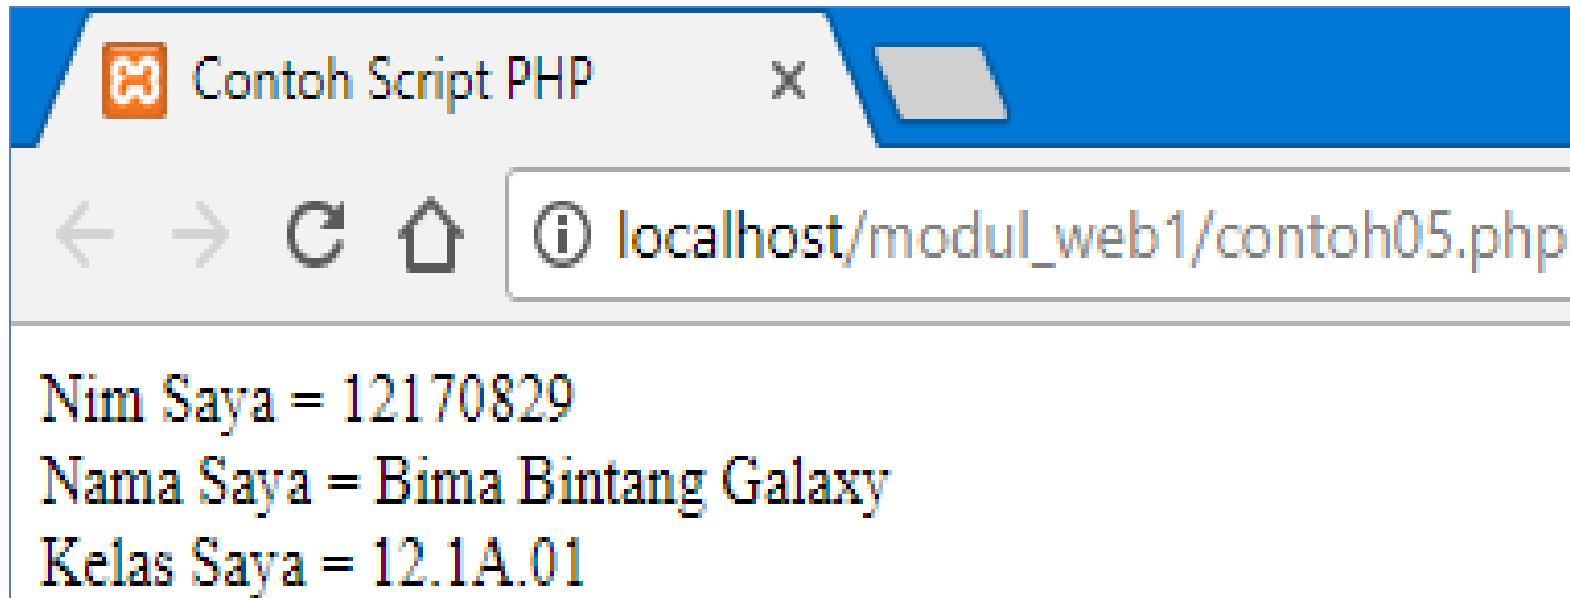 Contoh Script PHP
localhost/modul_web1/contoh05.php
Nim Saya = 12170829
Nama Saya = Bima Bintang Galaxy
Kelas Saya = 12.1A.01